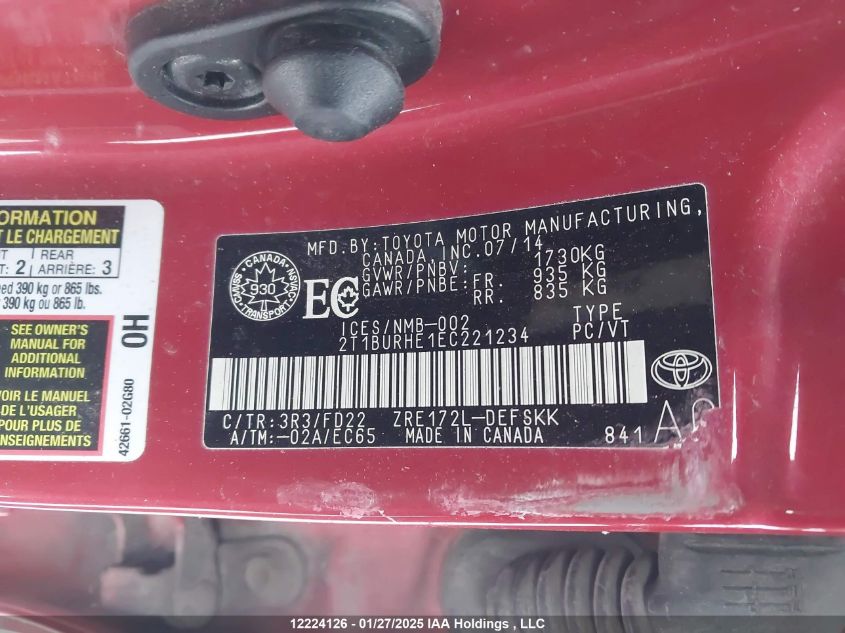 ORMATION
T LE CHARGEMENT
T
REAR
T: 2
ARRIÈRE: 3
ed 390 kg or 865 lbs.
390 kg ou 865 lb.
SEE OWNER'S
MANUAL FOR
ADDITIONAL
INFORMATION
VOIR LE MANUEL
DE L'USAGER
POUR PLUS DE
RENSEIGNEMENTS
42661-02G80
0H
MFD.BY:TOYOTA MOTOR MANUFACTURING,
CANADA, INC.07/14
GVWR/PNBV: 1730KG
GAWR/PNBE: FR. 935 KG
RR. 835 KG
CANADA
930
TRANSPORT
EC
ICES/NMB-002
TYPE
2T1BURHE1EC221234 PC/VT
C/TR:3R3/FD22 ZRE172L-DEFSKK
A/TM:-02A/EC65 MADE IN CANADA 841
12224126 - 01/27/2025 IAA Holdings , LLC